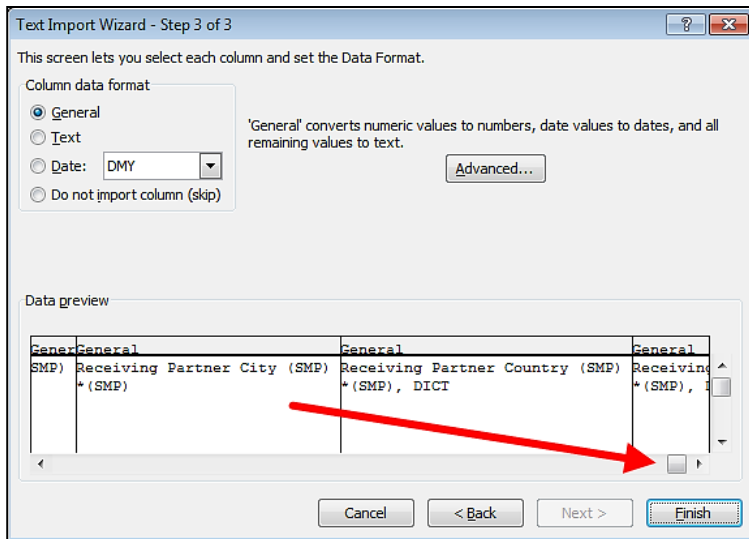 Text Import Wizard - Step 3 of 3
This screen lets you select each column and set the Data Format.
Column data format
General
Text
Date: DMY
Do not import column (skip)
'General' converts numeric values to numbers, date values to dates, and all
remaining values to text.
Advanced...
Data preview
Gener General General General
SMP) Receiving Partner City (SMP) Receiving Partner Country (SMP) Receiving
*(SMP) *(SMP), DICT *(SMP),
Cancel < Back Next > Finish